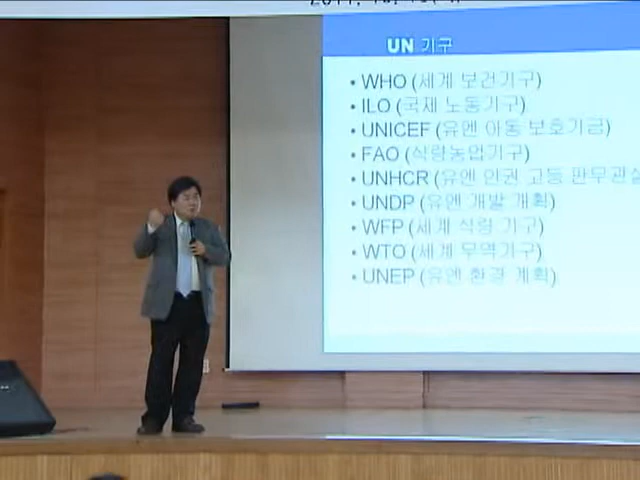 UN 기구
• WHO (세계 보건기구)
• ILO (국제 노동기구)
• UNICEF (유엔 아동 보호기금)
• FAO (식량농업기구)
• UNHCR (유엔 인권 고등 판무관실
• UNDP (유엔 개발 계획)
• WFP (세계 식량 기구)
• WTO (세계 무역기구)
• UNEP (유엔 환경 계획)